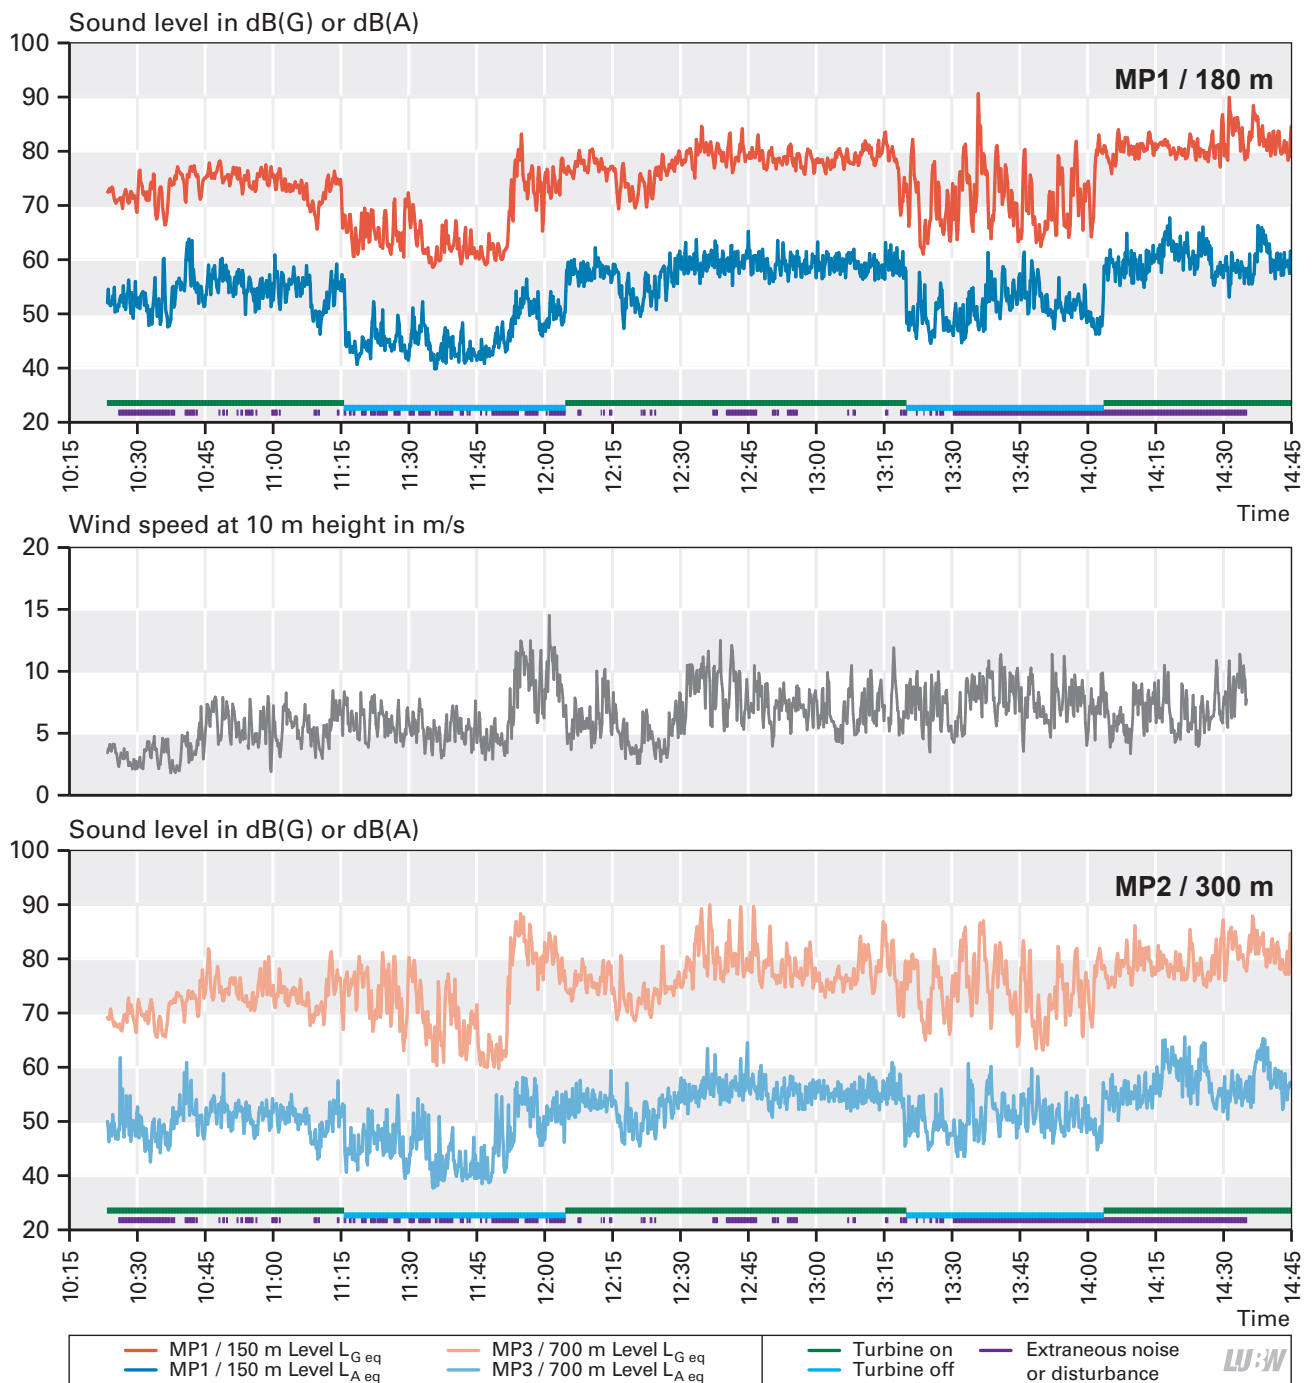 Sound level in dB(G) or dB(A)
100
90
80
70
60
50
40
20
MP1 / 180 m
10:15 10:30 10:45 11:00 11:15 11:30 11:45 12:00 12:15 12:30 12:45 13:00 13:15 13:30 13:45 14:00 14:15 14:30 14:45
Time
Wind speed at 10 m height in m/s
20
15
10
5
0
Sound level in dB(G) or dB(A)
100
90
80
70
60
50
40
20
MP2 / 300 m
10:15 10:30 10:45 11:00 11:15 11:30 11:45 12:00 12:15 12:30 12:45 13:00 13:15 13:30 13:45 14:00 14:15 14:30 14:45
Time
MP1 / 150 m Level L G eq
MP1 / 150 m Level L A eq
MP3 / 700 m Level L G eq
MP3 / 700 m Level L A eq
Turbine on
Turbine off
Extraneous noise
or disturbance
LUBW